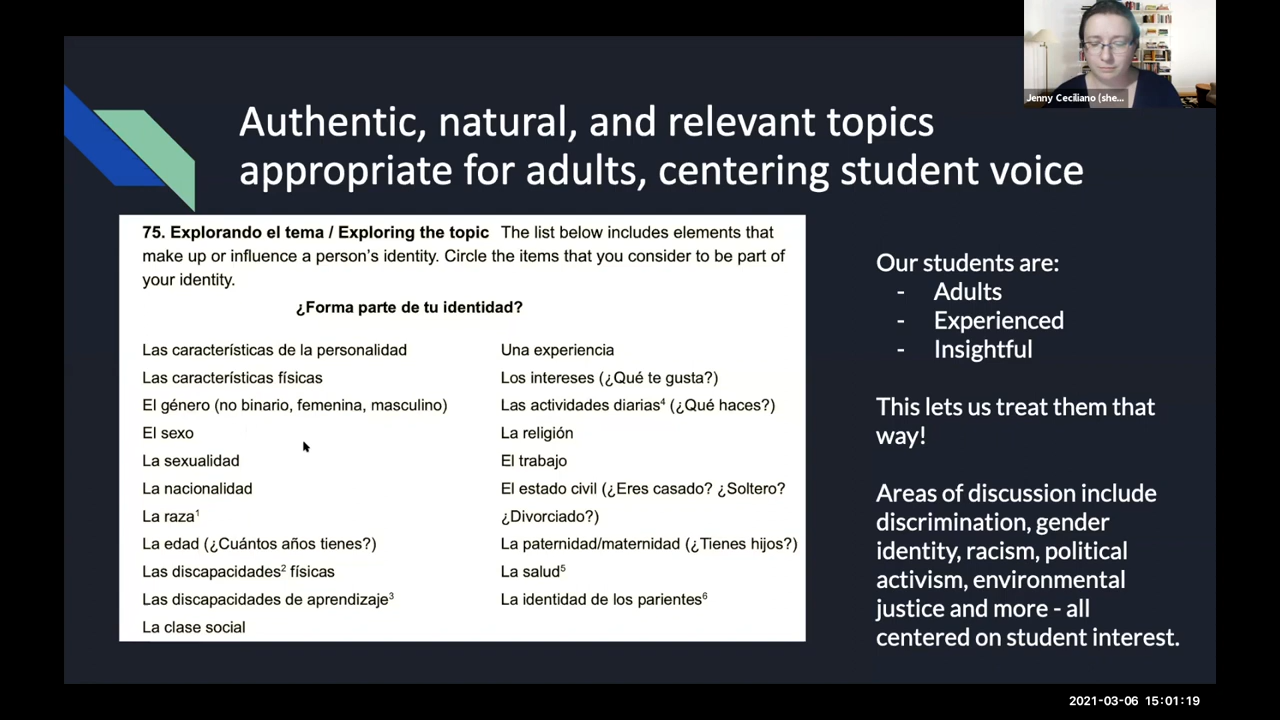 Jenny Ceciliano (she...
Authentic, natural, and relevant topics
appropriate for adults, centering student voice
75. Explorando el tema / Exploring the topic The list below includes elements that
make up or influence a person's identity. Circle the items that you consider to be part of
your identity.
¿Forma parte de tu identidad?
Las características de la personalidad
Las características físicas
El género (no binario, femenina, masculino)
El sexo
La sexualidad
La nacionalidad
La raza¹
La edad (¿Cuántos años tienes?)
Las discapacidades² físicas
Las discapacidades de aprendizaje³
La clase social
Una experiencia
Los intereses (¿Qué te gusta?)
Las actividades diarias⁴ (¿Qué haces?)
La religión
El trabajo
El estado civil (¿Eres casado? ¿Soltero?
¿Divorciado?)
La paternidad/maternidad (¿Tienes hijos?)
La salud⁵
La identidad de los parientes⁶
Our students are:
- Adults
- Experienced
- Insightful
This lets us treat them that
way!
Areas of discussion include
discrimination, gender
identity, racism, political
activism, environmental
justice and more - all
centered on student interest.
2021-03-06 15:01:19